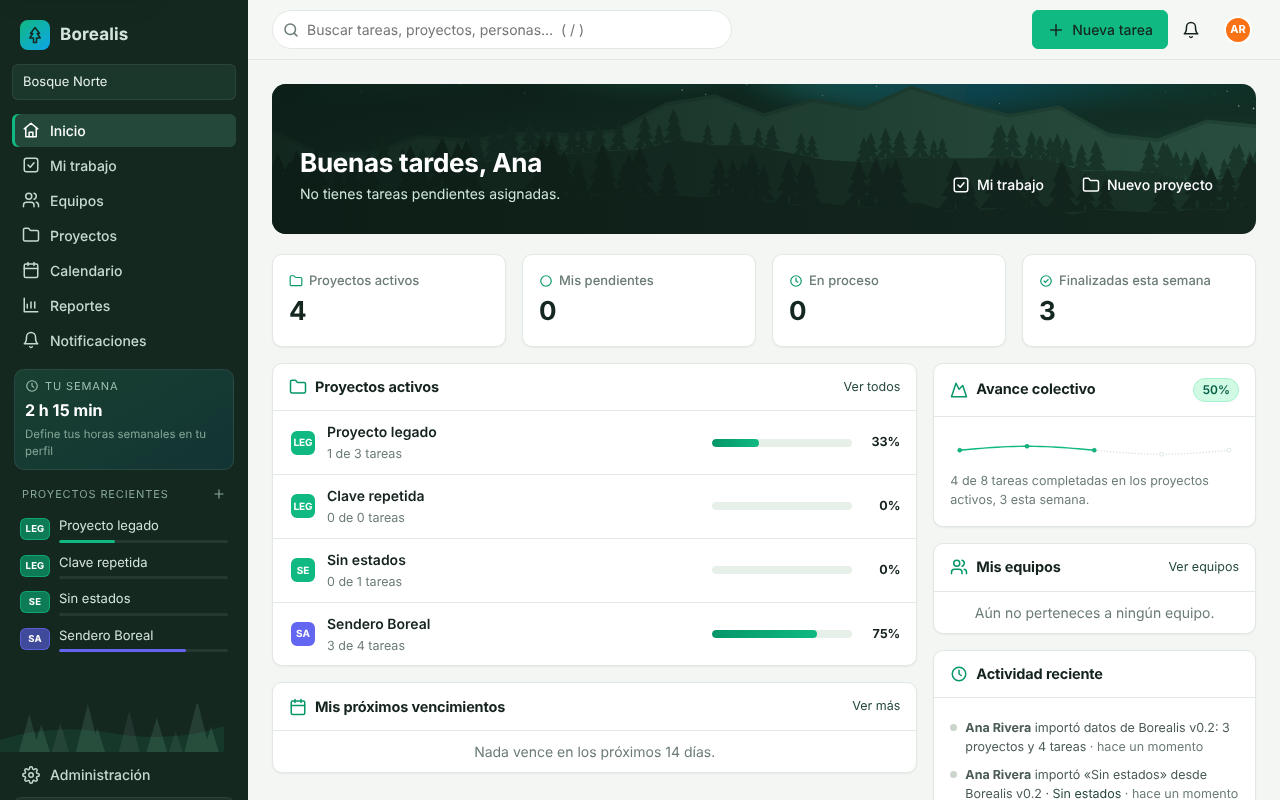 Borealis
Bosque Norte
Inicio
Mi trabajo
Equipos
Proyectos
Calendario
Reportes
Notificaciones
TU SEMANA
2 h 15 min
Define tus horas semanales en tu
perfil
PROYECTOS RECIENTES
LEG Proyecto legado
LEG Clave repetida
SE Sin estados
SA Sendero Boreal
Administración
Buscar tareas, proyectos, personas... ( / )
Nueva tarea
AR
Buenas tardes, Ana
No tienes tareas pendientes asignadas.
Mi trabajo
Nuevo proyecto
Proyectos activos
4
Mis pendientes
0
En proceso
0
Finalizadas esta semana
3
Proyectos activos
Ver todos
LEG Proyecto legado
1 de 3 tareas
33%
LEG Clave repetida
0 de 0 tareas
0%
SE Sin estados
0 de 1 tareas
0%
SA Sendero Boreal
3 de 4 tareas
75%
Mis próximos vencimientos
Ver más
Nada vence en los próximos 14 días.
Avance colectivo
50%
4 de 8 tareas completadas en los proyectos
activos, 3 esta semana.
Mis equipos
Ver equipos
Aún no perteneces a ningún equipo.
Actividad reciente
Ana Rivera importó datos de Borealis v0.2: 3
proyectos y 4 tareas · hace un momento
Ana Rivera importó «Sin estados» desde
Borealis v0.2 · Sin estados · hace un momento